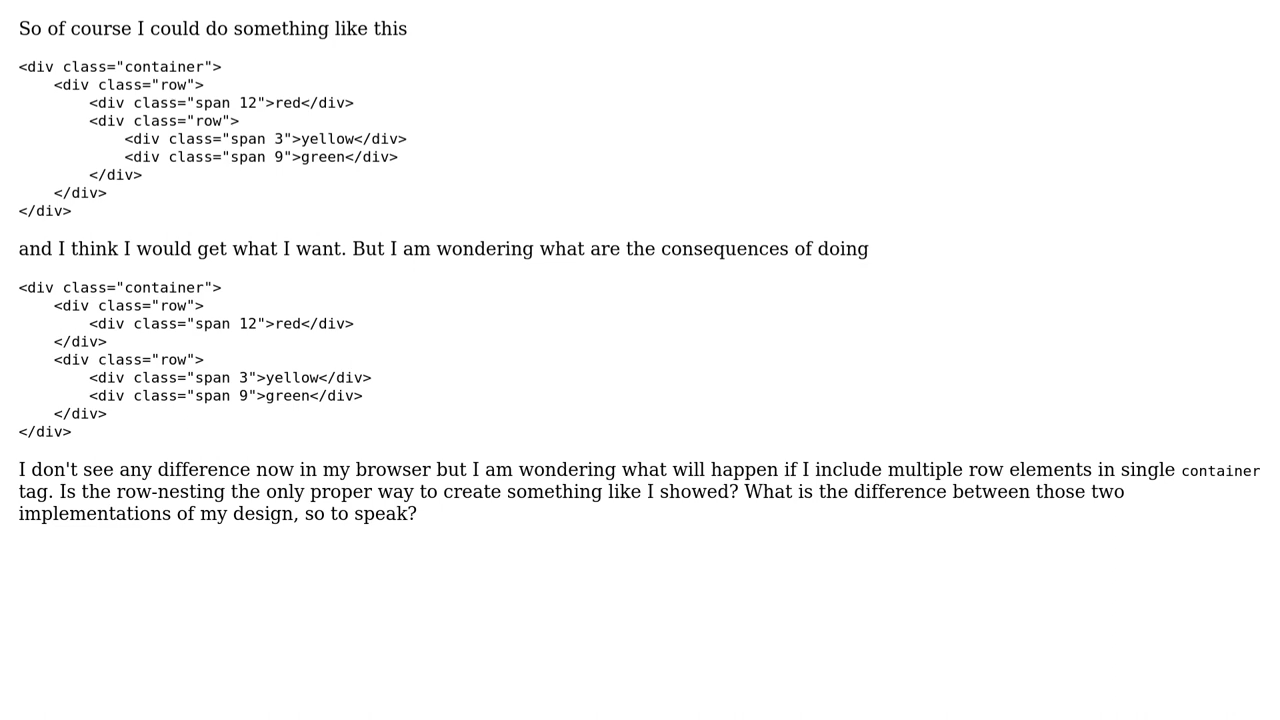 So of course I could do something like this
<div class="container">
    <div class="row">
        <div class="span 12">red</div>
        <div class="row">
            <div class="span 3">yellow</div>
            <div class="span 9">green</div>
        </div>
    </div>
</div>
and I think I would get what I want. But I am wondering what are the consequences of doing
<div class="container">
    <div class="row">
        <div class="span 12">red</div>
    </div>
    <div class="row">
        <div class="span 3">yellow</div>
        <div class="span 9">green</div>
    </div>
</div>
I don't see any difference now in my browser but I am wondering what will happen if I include multiple row elements in single container
tag. Is the row-nesting the only proper way to create something like I showed? What is the difference between those two
implementations of my design, so to speak?